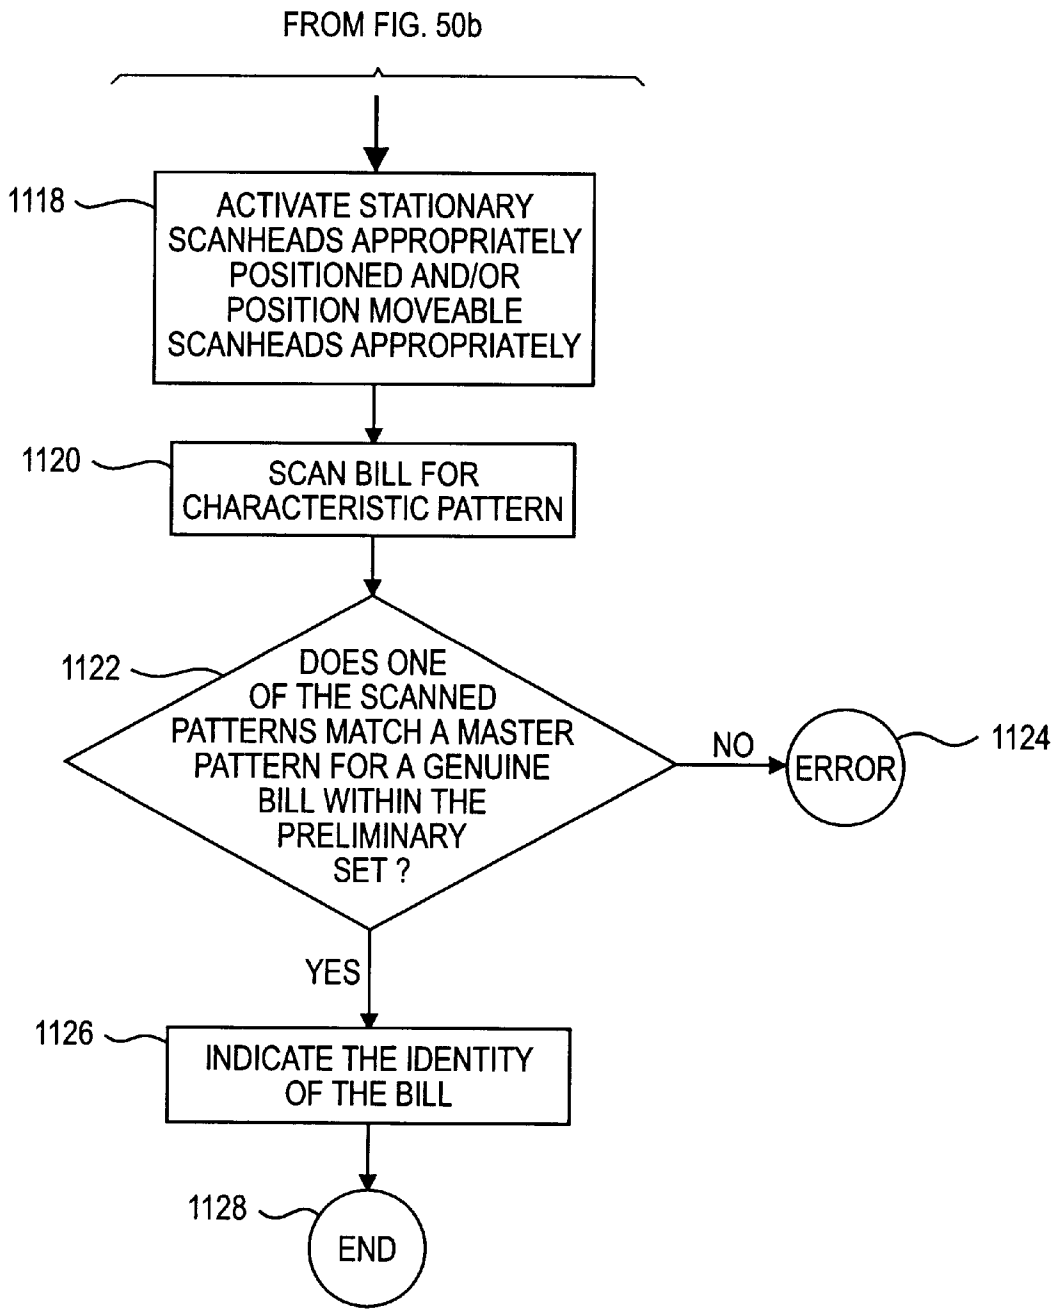 FROM FIG. 50b
1118
ACTIVATE STATIONARY
SCANHEADS APPROPRIATELY
POSITIONED AND/OR
POSITION MOVEABLE
SCANHEADS APPROPRIATELY
1120
SCAN BILL FOR
CHARACTERISTIC PATTERN
1122
DOES ONE
OF THE SCANNED
PATTERNS MATCH A MASTER
PATTERN FOR A GENUINE
BILL WITHIN THE
PRELIMINARY
SET ?
NO
ERROR
1124
YES
1126
INDICATE THE IDENTITY
OF THE BILL
1128
END